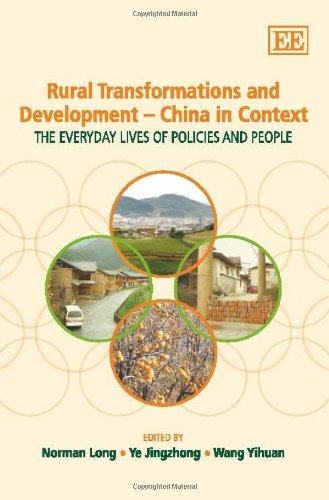 EE
Rural Transformations and
Development – China in Context
THE EVERYDAY LIVES OF POLICIES AND PEOPLE
EDITED BY
Norman Long • Ye Jingzhong • Wang Yihuan